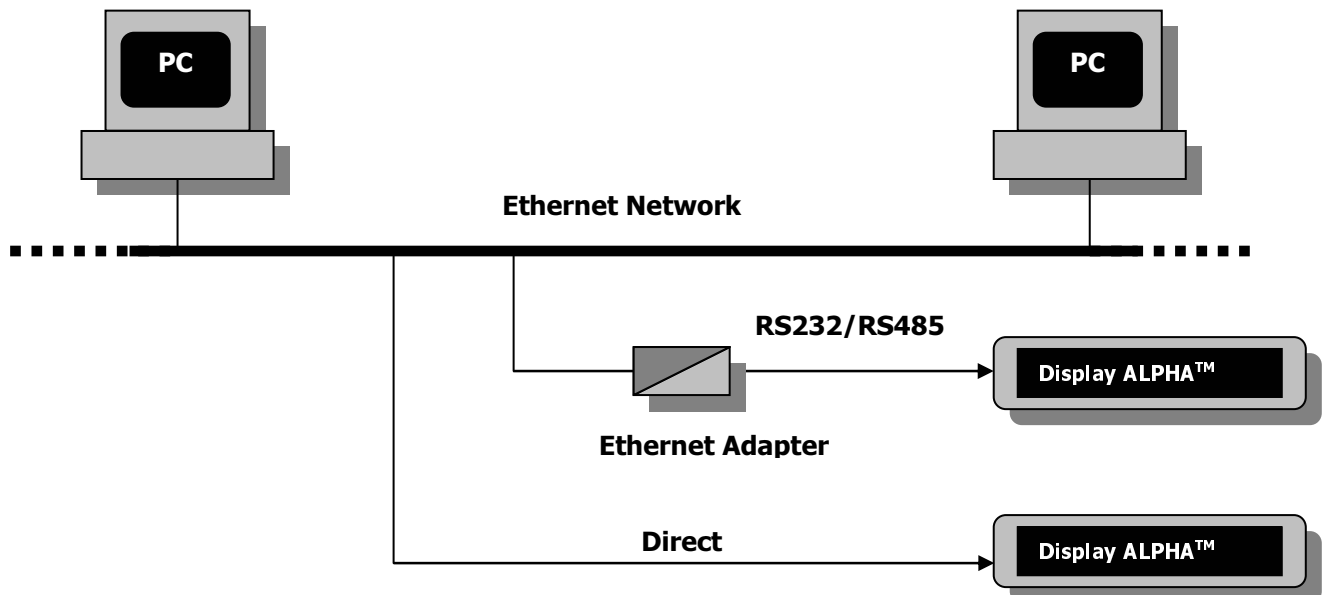 PC
PC
Ethernet Network
RS232/RS485
Display ALPHA™
Ethernet Adapter
Direct
Display ALPHA™